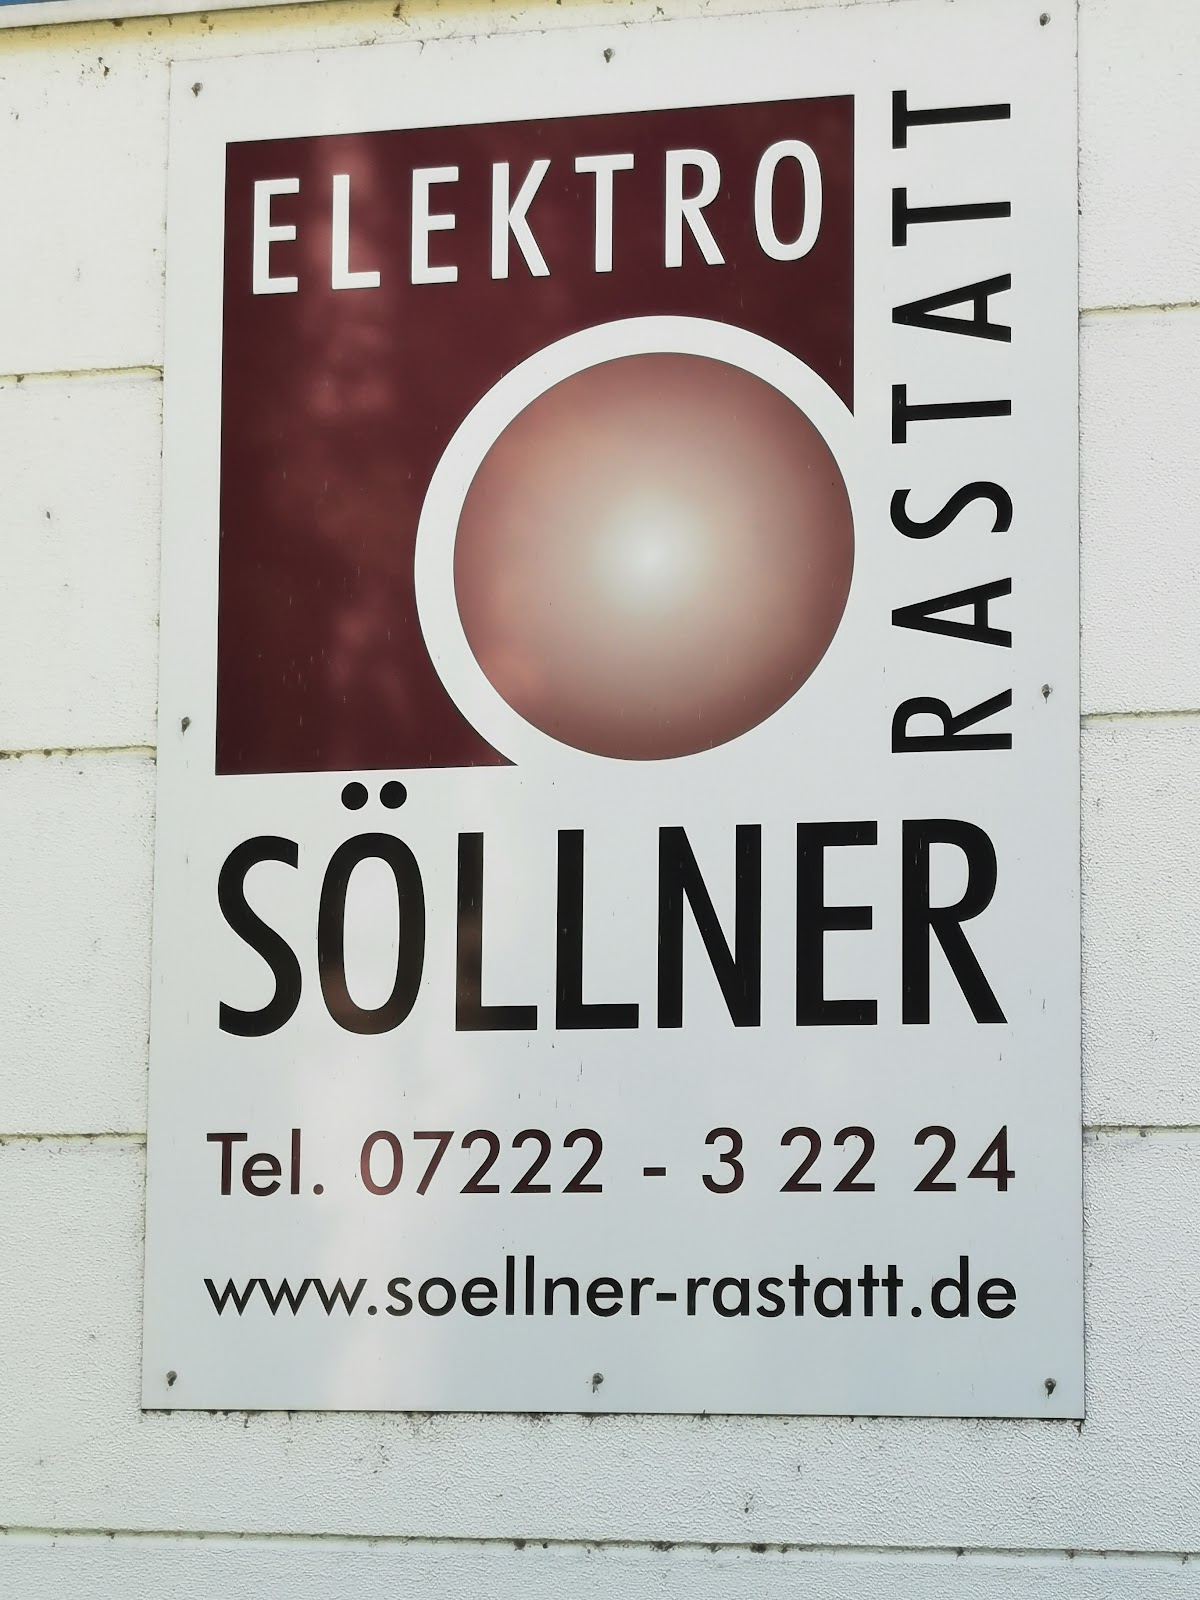 ELEKTRO
RASTATT
SÖLLNER
Tel. 07222 - 3 22 24
www.soellner-rastatt.de